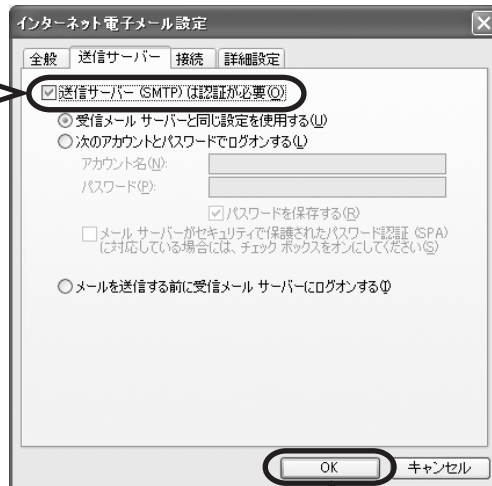 インターネット電子メール設定
全般 送信サーバー 接続 詳細設定
送信サーバー (SMTP) は認証が必要(O)
受信メール サーバーと同じ設定を使用する(U)
次のアカウントとパスワードでログオンする(L)
アカウント名(N):
パスワード(P):
パスワードを保存する(R)
メール サーバーがセキュリティで保護されたパスワード認証 (SPA)
に対応している場合には、チェック ボックスをオンにしてください(S)
メールを送信する前に受信メール サーバーにログオンする(I)
OK キャンセル